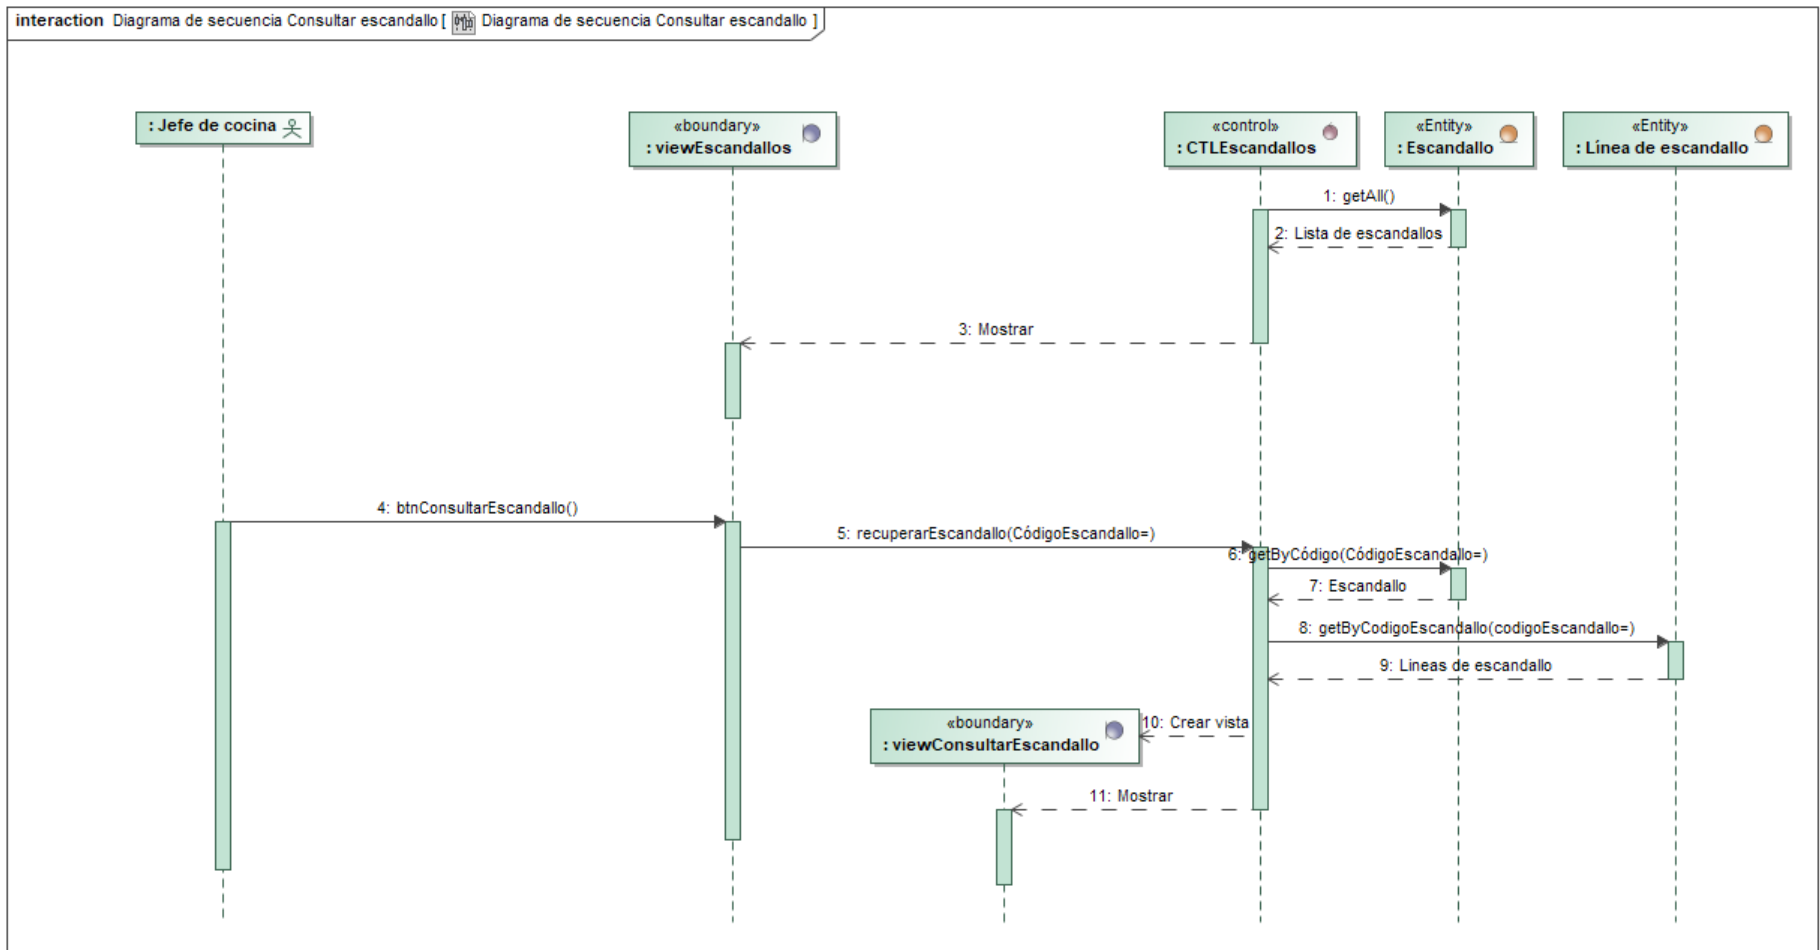 interaction Diagrama de secuencia Consultar escandallo [ Diagrama de secuencia Consultar escandallo ]
: Jefe de cocina
«boundary»
: viewEscandallos
«control»
: CTLEscandallos
«Entity»
: Escandallo
«Entity»
: Línea de escandallo
1: getAll()
2: Lista de escandallos
3: Mostrar
4: btnConsultarEscandallo()
5: recuperarEscandallo(CódigoEscandallo=)
6: getByCódigo(CódigoEscandallo=)
7: Escandallo
8: getByCodigoEscandallo(codigoEscandallo=)
9: Lineas de escandallo
«boundary»
: viewConsultarEscandallo
10: Crear vista
11: Mostrar